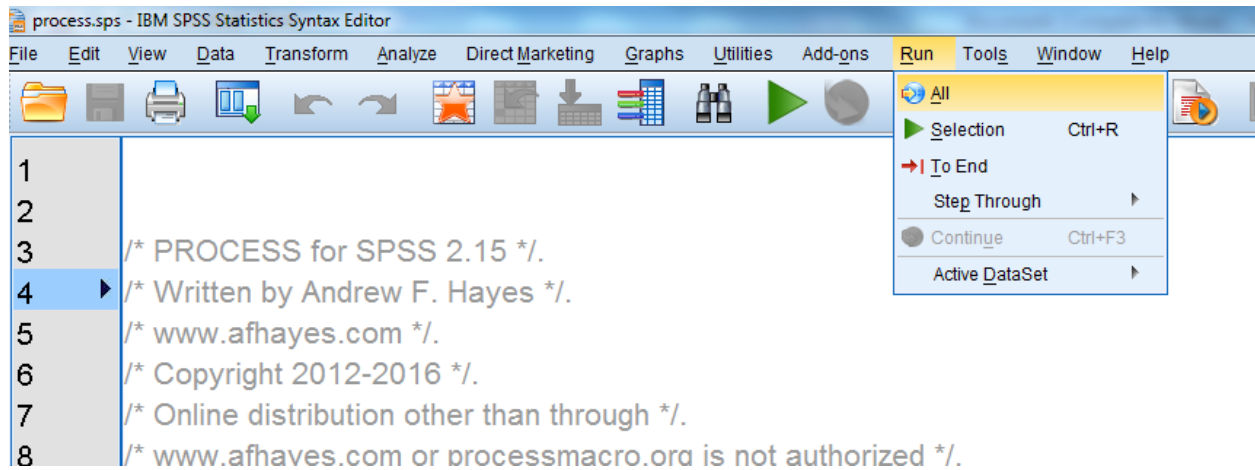 process.sps - IBM SPSS Statistics Syntax Editor
File Edit View Data Transform Analyze Direct Marketing Graphs Utilities Add-ons Run Tools Window Help
All
Selection Ctrl+R
To End
Step Through
Continue Ctrl+F3
Active DataSet
1
2
3 /* PROCESS for SPSS 2.15 */.
4 /* Written by Andrew F. Hayes */.
5 /* www.afhayes.com */.
6 /* Copyright 2012-2016 */.
7 /* Online distribution other than through */.
8 /* www.afhayes.com or processmacro.org is not authorized */.